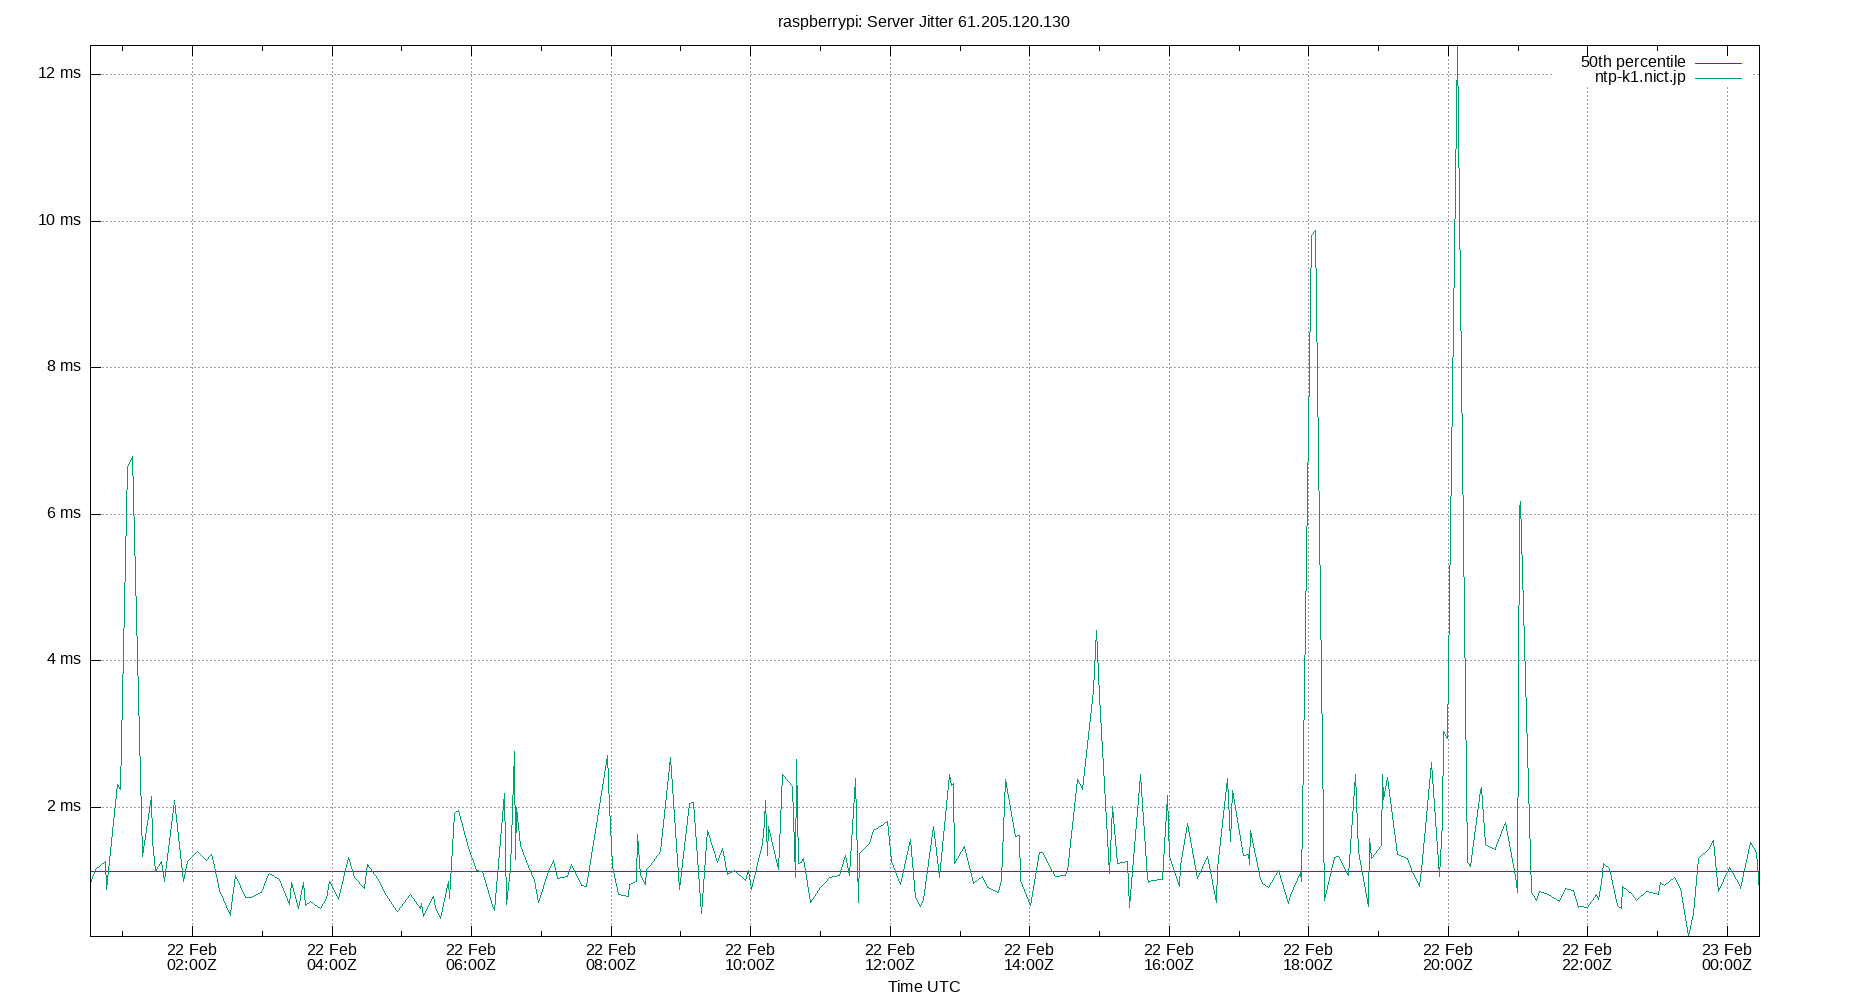 raspberrypi: Server Jitter 61.205.120.130
50th percentile
ntp-k1.nict.jp
12 ms
10 ms
8 ms
6 ms
4 ms
2 ms
22 Feb 22 Feb 22 Feb 22 Feb 22 Feb 22 Feb 22 Feb 22 Feb 22 Feb 22 Feb 22 Feb 23 Feb
02:00Z 04:00Z 06:00Z 08:00Z 10:00Z 12:00Z 14:00Z 16:00Z 18:00Z 20:00Z 22:00Z 00:00Z
Time UTC